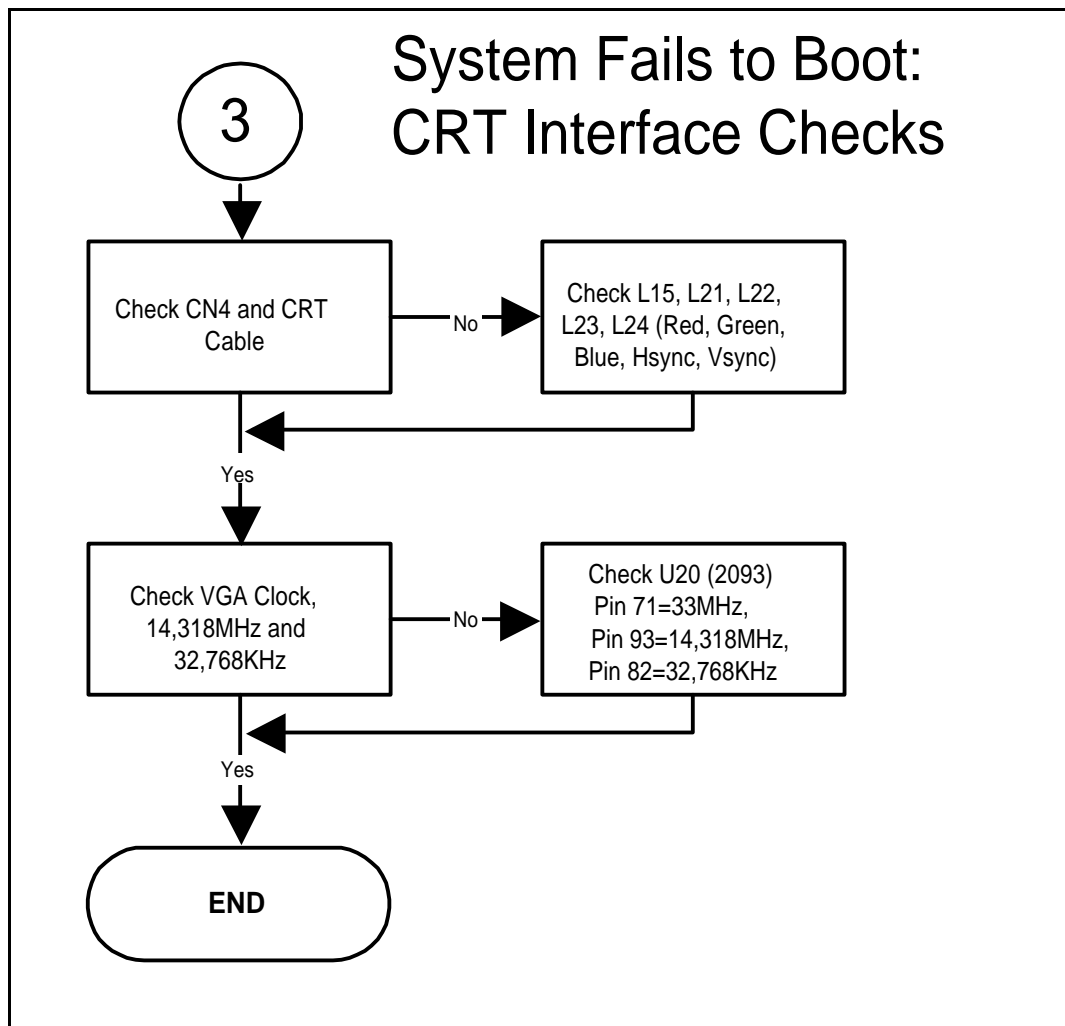 System Fails to Boot:
CRT Interface Checks
3
Check CN4 and CRT
Cable
No
Check L15, L21, L22,
L23, L24 (Red, Green,
Blue, Hsync, Vsync)
Yes
Check VGA Clock,
14,318MHz and
32,768KHz
No
Check U20 (2093)
Pin 71=33MHz,
Pin 93=14,318MHz,
Pin 82=32,768KHz
Yes
END